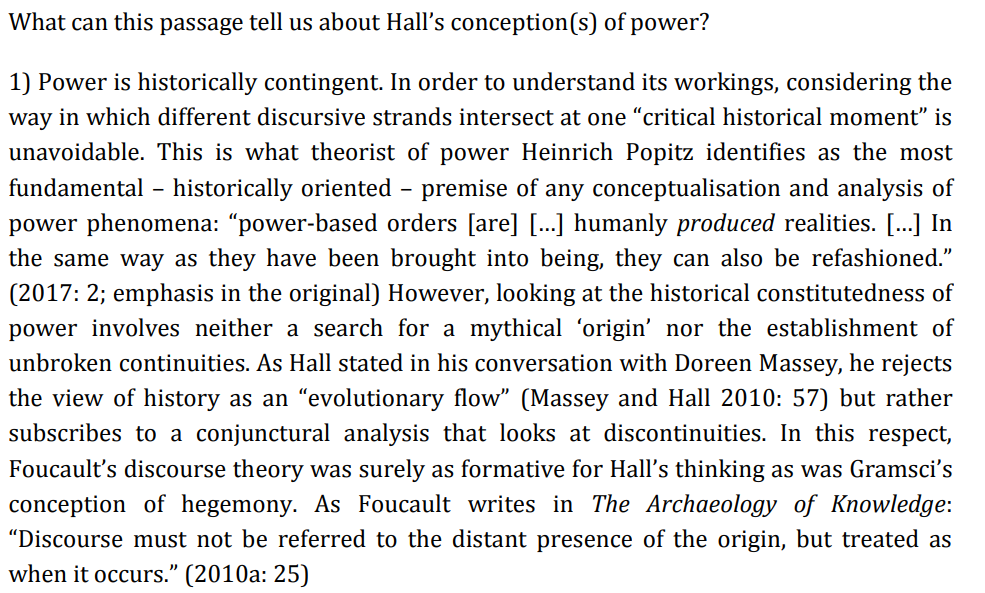 What can this passage tell us about Hall’s conception(s) of power?
1) Power is historically contingent. In order to understand its workings, considering the
way in which different discursive strands intersect at one “critical historical moment” is
unavoidable. This is what theorist of power Heinrich Popitz identifies as the most
fundamental – historically oriented – premise of any conceptualisation and analysis of
power phenomena: “power-based orders [are] [...] humanly produced realities. [...] In
the same way as they have been brought into being, they can also be refashioned.”
(2017: 2; emphasis in the original) However, looking at the historical constitutedness of
power involves neither a search for a mythical ‘origin’ nor the establishment of
unbroken continuities. As Hall stated in his conversation with Doreen Massey, he rejects
the view of history as an “evolutionary flow” (Massey and Hall 2010: 57) but rather
subscribes to a conjunctural analysis that looks at discontinuities. In this respect,
Foucault’s discourse theory was surely as formative for Hall’s thinking as was Gramsci’s
conception of hegemony. As Foucault writes in The Archaeology of Knowledge:
“Discourse must not be referred to the distant presence of the origin, but treated as
when it occurs.” (2010a: 25)